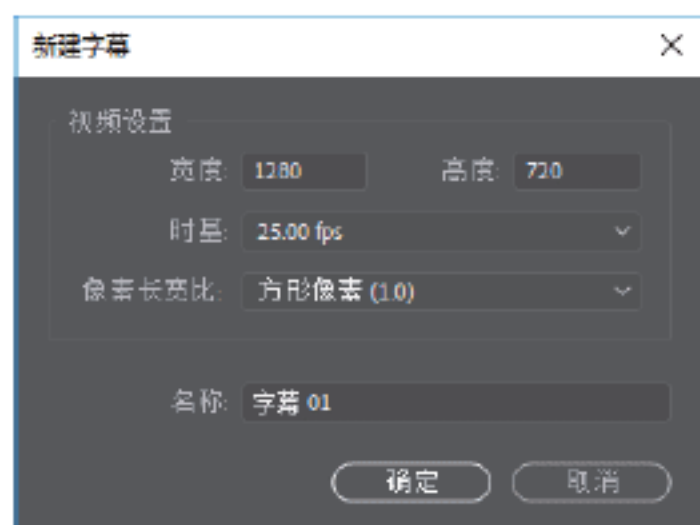 新建字幕
视频设置
宽度: 1280 高度: 720
时基: 25.00 fps
像素长宽比: 方形像素 (1.0)
名称: 字幕 01
确定 取消